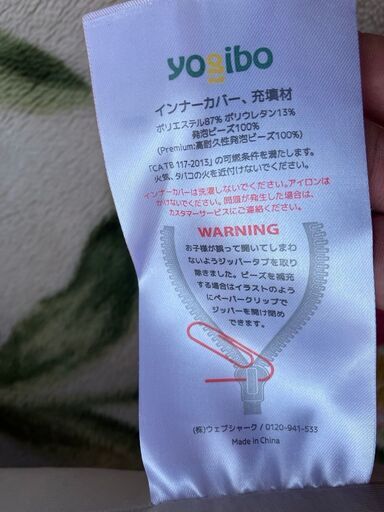 yogibo
インナーカバー、充填材
ポリエステル87% ポリウレタン13%
発泡ビーズ100%
(Premium:高耐久性発泡ビーズ100%)
「CATB 117-2013」の可燃条件を満たします。
火気、タバコの火を近付けないでください。
インナーカバーは洗濯しないでください。アイロンは
かけないでください。問題が発生した場合は、
カスタマーサービスにご連絡ください。
WARNING
お子様が誤って開いてしまわ
ないようジッパータブを取り
除きました。ビーズを補充
する場合はイラストのよう
にペーパークリップで
ジッパーを開け閉め
できます。
(株)ウェブシャーク / 0120-941-533
Made in China